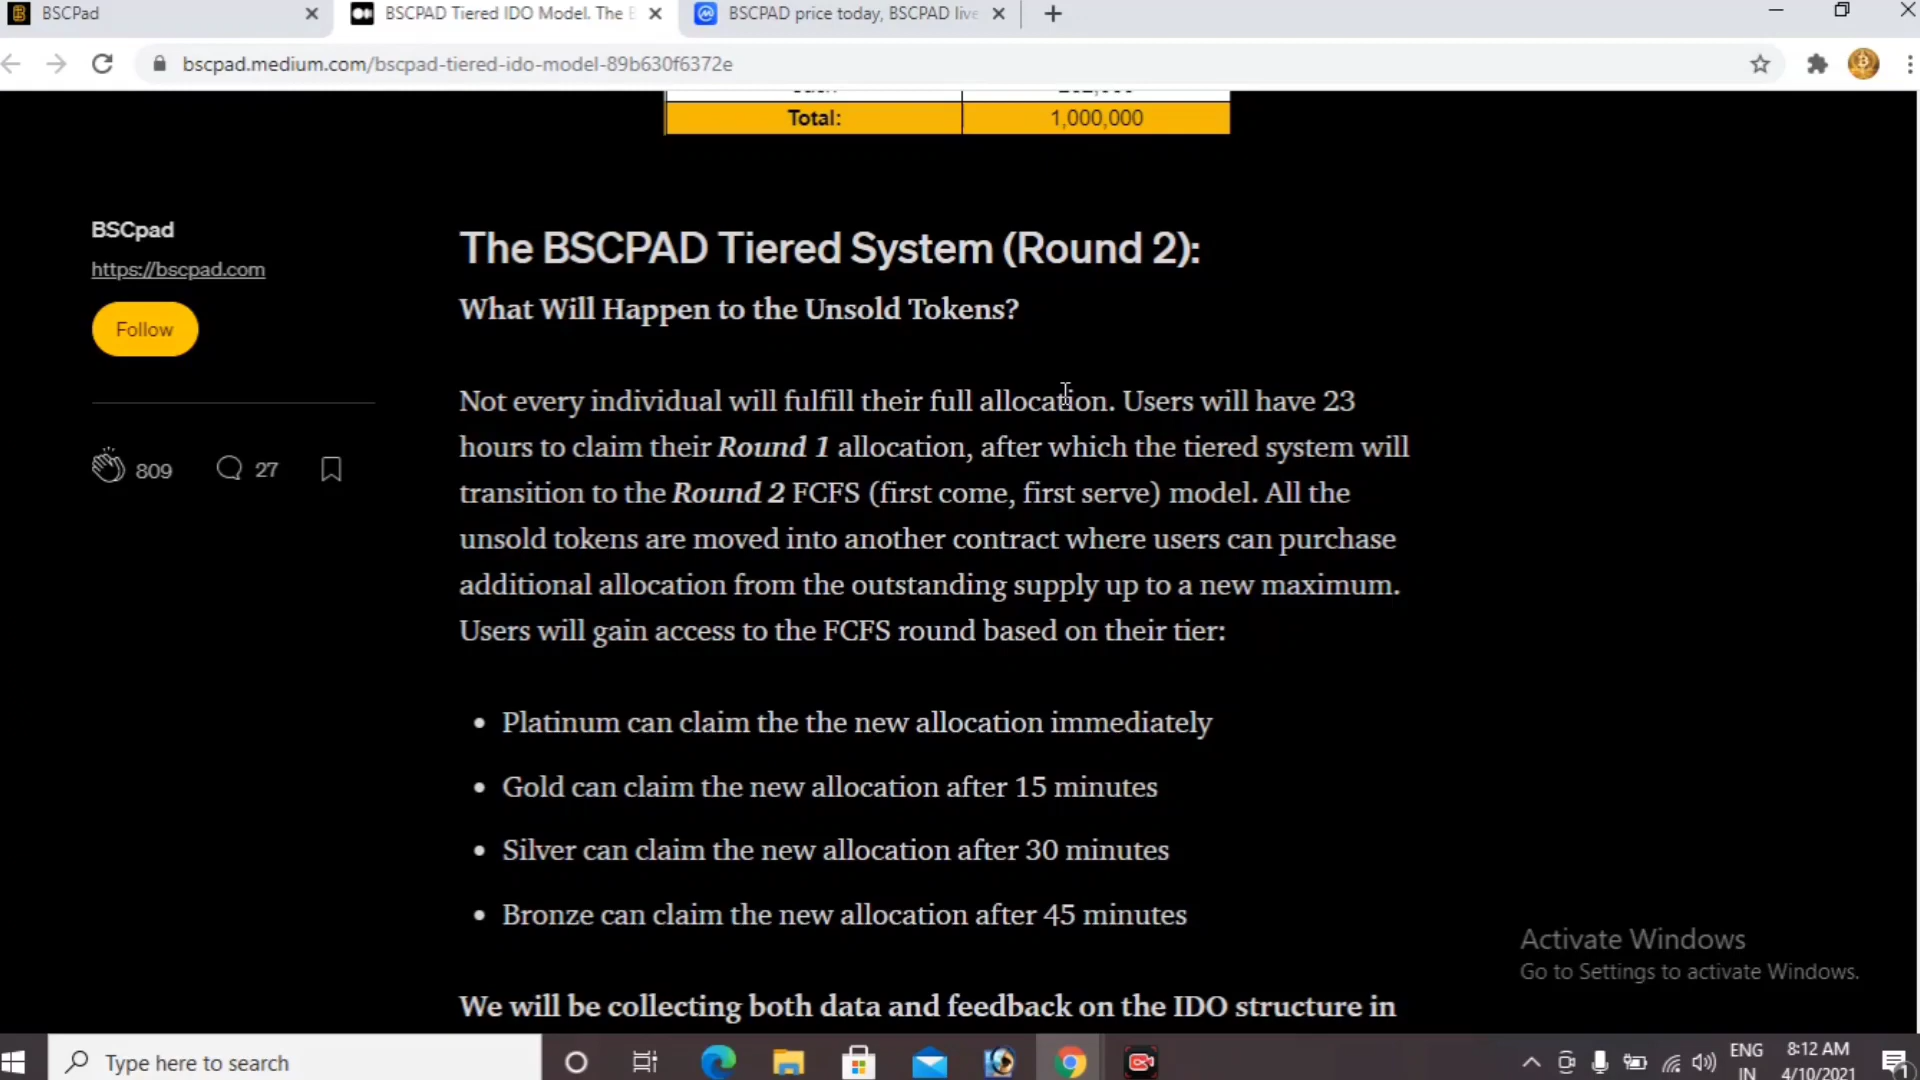 BSCPad
BSCPAD Tiered IDO Model. The B
BSCPAD price today, BSCPAD live
bscpad.medium.com/bscpad-tiered-ido-model-89b630f6372e
Total: 1,000,000
BSCpad
https://bscpad.com
Follow
809
27
The BSCPAD Tiered System (Round 2):
What Will Happen to the Unsold Tokens?
Not every individual will fulfill their full allocation. Users will have 23
hours to claim their Round 1 allocation, after which the tiered system will
transition to the Round 2 FCFS (first come, first serve) model. All the
unsold tokens are moved into another contract where users can purchase
additional allocation from the outstanding supply up to a new maximum.
Users will gain access to the FCFS round based on their tier:
• Platinum can claim the the new allocation immediately
• Gold can claim the new allocation after 15 minutes
• Silver can claim the new allocation after 30 minutes
• Bronze can claim the new allocation after 45 minutes
We will be collecting both data and feedback on the IDO structure in
Activate Windows
Go to Settings to activate Windows.
Type here to search
ENG
IN
8:12 AM
4/10/2021
1